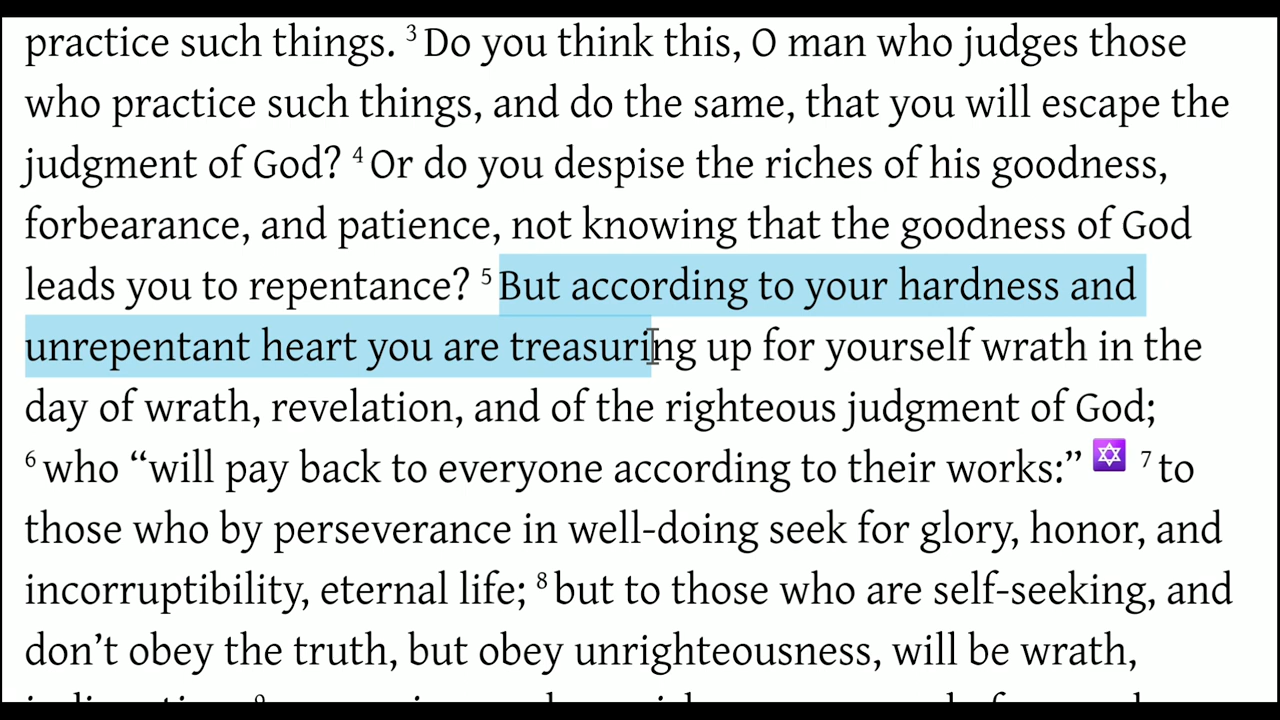 practice such things. 3 Do you think this, O man who judges those
who practice such things, and do the same, that you will escape the
judgment of God? 4 Or do you despise the riches of his goodness,
forbearance, and patience, not knowing that the goodness of God
leads you to repentance? 5 But according to your hardness and
unrepentant heart you are treasuring up for yourself wrath in the
day of wrath, revelation, and of the righteous judgment of God;
6 who “will pay back to everyone according to their works:” ✡ 7 to
those who by perseverance in well-doing seek for glory, honor, and
incorruptibility, eternal life; 8 but to those who are self-seeking, and
don’t obey the truth, but obey unrighteousness, will be wrath,